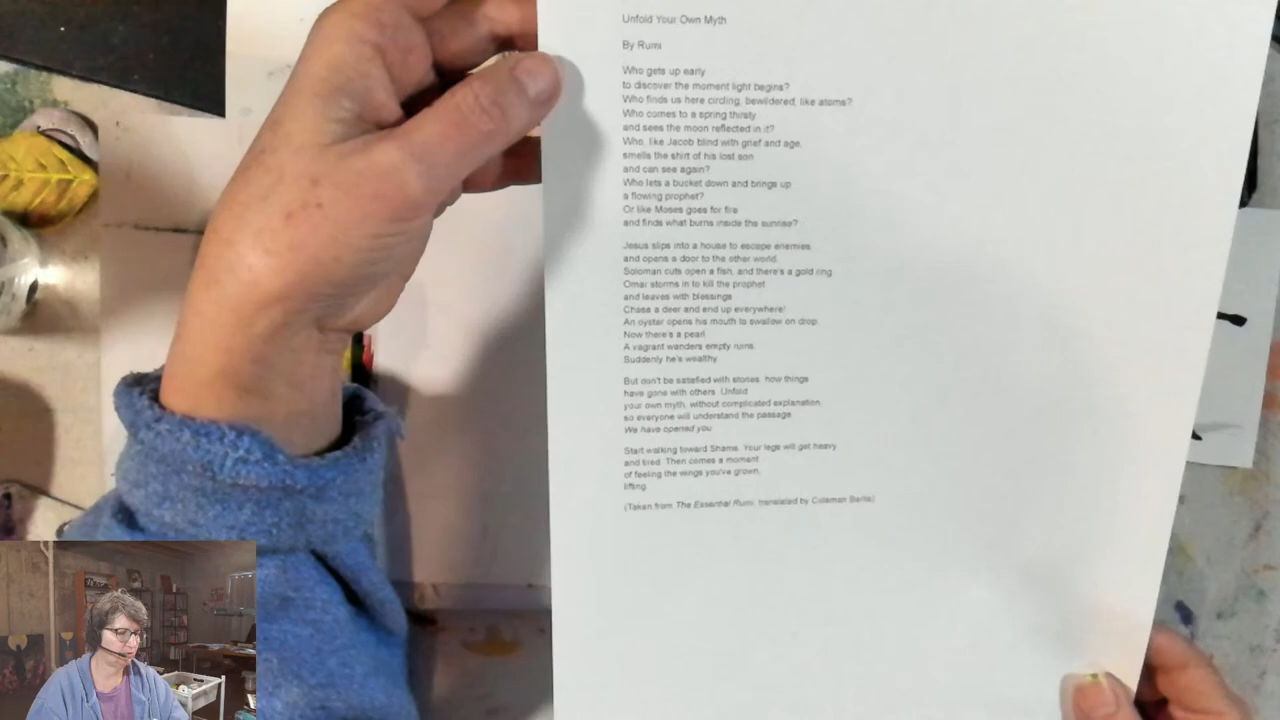 Unfold Your Own Myth
By Rumi
Who gets up early
to discover the moment light begins?
Who finds us here circling, bewildered, like atoms?
Who comes to a spring thirsty
and sees the moon reflected in it?
Who, like Jacob blind with grief and age,
smells the shirt of his lost son
and can see again?
Who lets a bucket down and brings up
a flowing prophet?
Or like Moses goes for fire
and finds what burns inside the sunrise?
Jesus slips into a house to escape enemies,
and opens a door to the other world.
Soloman cuts open a fish, and there's a gold ring.
Omar storms in to kill the prophet
and leaves with blessings.
Chase a deer and end up everywhere!
An oyster opens his mouth to swallow on drop.
Now there's a pearl.
A vagrant wanders empty ruins.
Suddenly he's wealthy.
But don't be satisfied with stories, how things
have gone with others. Unfold
your own myth, without complicated explanation,
so everyone will understand the passage,
We have opened you.
Start walking toward Shams. Your legs will get heavy
and tired. Then comes a moment
of feeling the wings you've grown,
lifting.
(Taken from The Essential Rumi, translated by Coleman Barks)